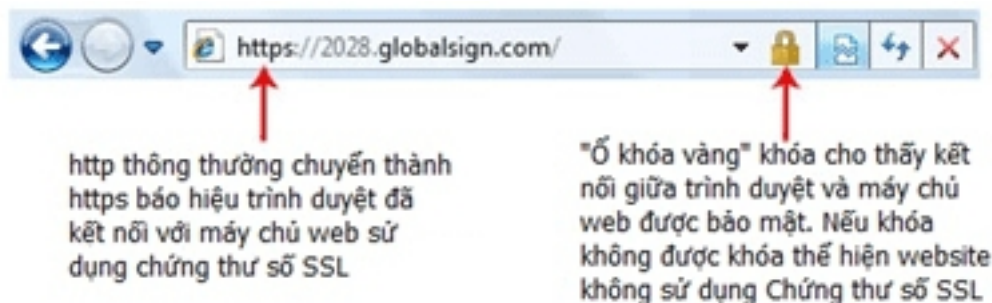 https://2028.globalsign.com/
http thông thường chuyển thành
https báo hiệu trình duyệt đã
kết nối với máy chủ web sử
dụng chứng thư số SSL
"Ổ khóa vàng" khóa cho thấy kết
nối giữa trình duyệt và máy chủ
web được bảo mật. Nếu khóa
không được khóa thể hiện website
không sử dụng Chứng thư số SSL